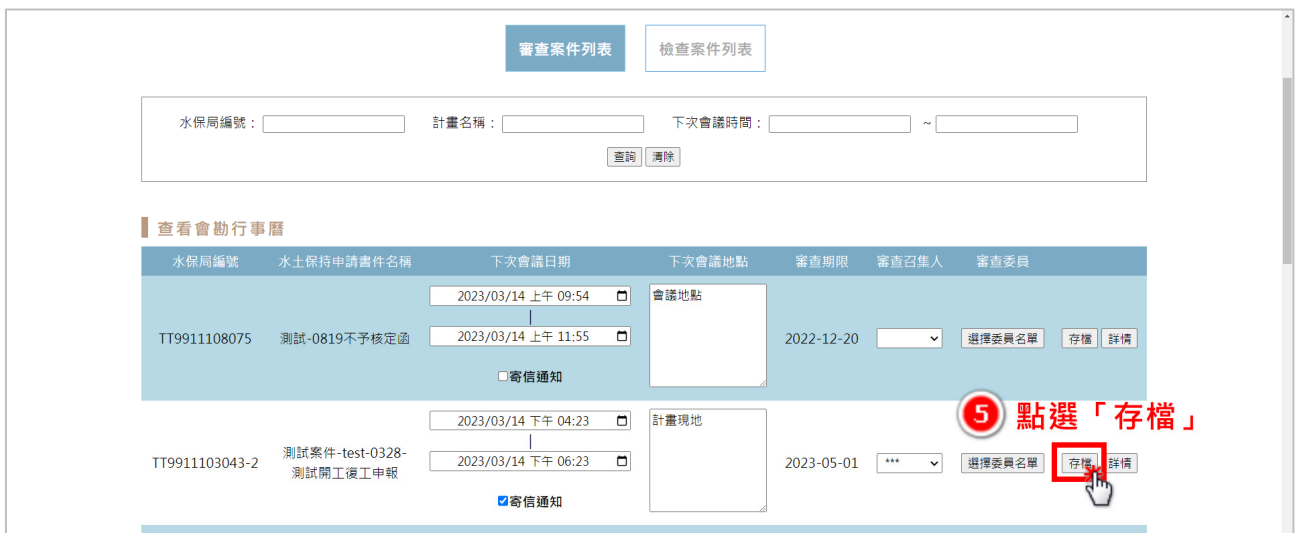 審查案件列表 檢查案件列表
水保局編號： 計畫名稱： 下次會議時間： ~
查詢 清除
查看會勘行事曆
水保局編號 水土保持申請書件名稱 下次會議日期 下次會議地點 審查期限 審查召集人 審查委員
2023/03/14 上午 09:54 會議地點
|
TT9911108075 測試-0819不予核定函 2023/03/14 上午 11:55 2022-12-20 選擇委員名單 存檔 詳情
寄信通知
5 點選「存檔」
2023/03/14 下午 04:23 計畫現地
|
TT9911103043-2 測試案件-test-0328-
測試開工復工申報 2023/03/14 下午 06:23 2023-05-01 *** 選擇委員名單 存檔 詳情
寄信通知